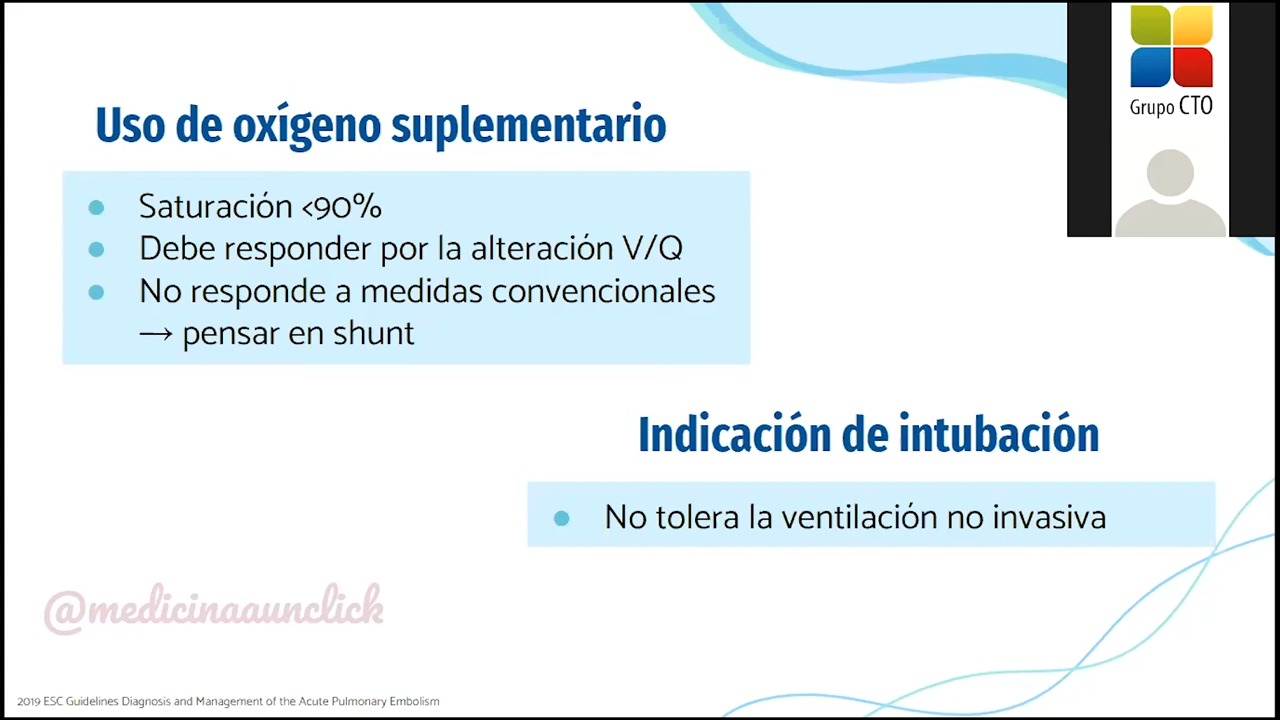 Grupo CTO
Uso de oxígeno suplementario
● Saturación <90%
● Debe responder por la alteración V/Q
● No responde a medidas convencionales
→ pensar en shunt
Indicación de intubación
● No tolera la ventilación no invasiva
@medicinaaunclick
2019 ESC Guidelines Diagnosis and Management of the Acute Pulmonary Embolism